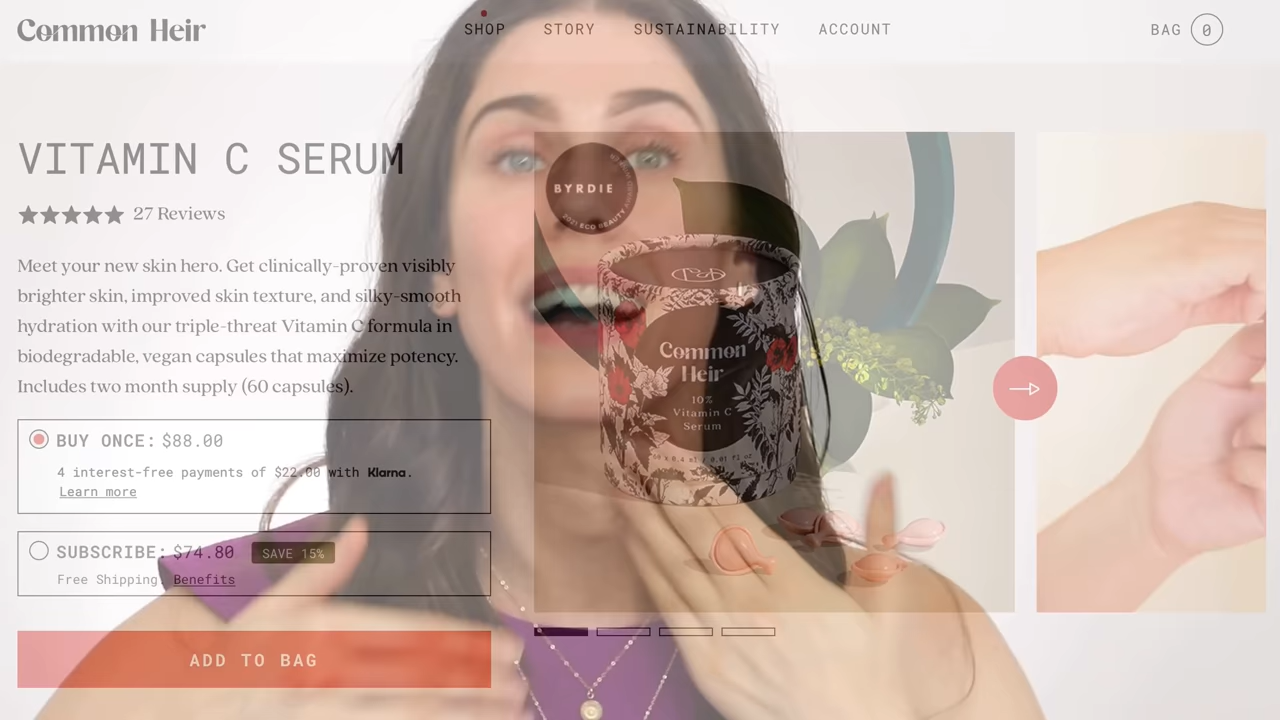 Common Heir
SHOP STORY SUSTAINABILITY ACCOUNT
BAG 0
VITAMIN C SERUM
27 Reviews
Meet your new skin hero. Get clinically-proven visibly
brighter skin, improved skin texture, and silky-smooth
hydration with our triple-threat Vitamin C formula in
biodegradable, vegan capsules that maximize potency.
Includes two month supply (60 capsules).
BUY ONCE: $88.00
4 interest-free payments of $22.00 with Klarna.
Learn more
SUBSCRIBE: $74.80 SAVE 15%
Free Shipping. Benefits
ADD TO BAG
BYRDIE
2021 ECO BEAUTY
Common
Heir
10%
Vitamin C
Serum